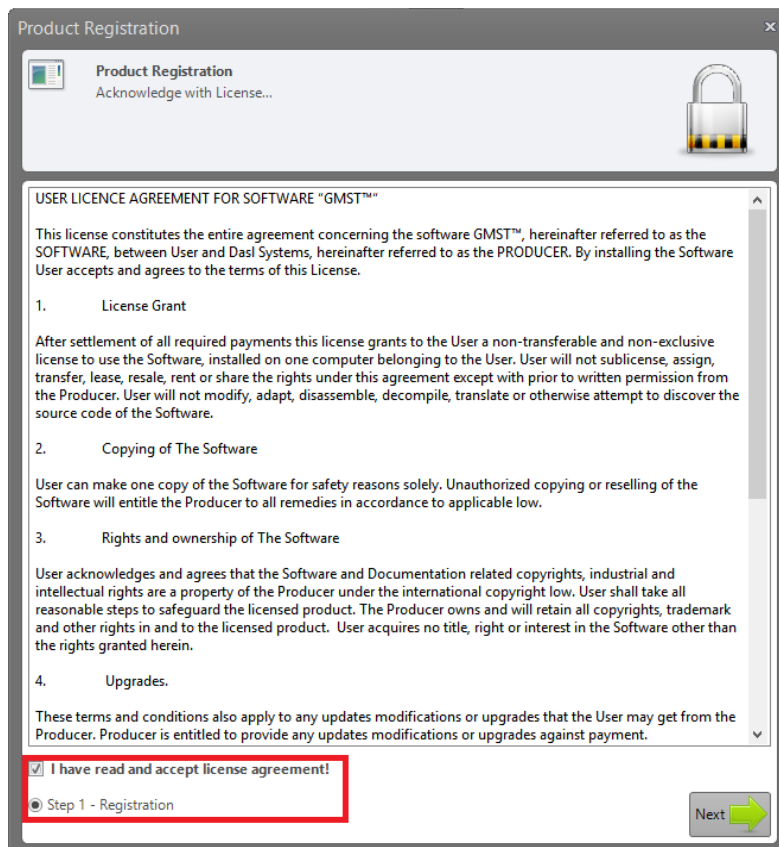 Product Registration
Product Registration
Acknowledge with License...
USER LICENCE AGREEMENT FOR SOFTWARE “GMST™“
This license constitutes the entire agreement concerning the software GMST™, hereinafter referred to as the
SOFTWARE, between User and Dasl Systems, hereinafter referred to as the PRODUCER. By installing the Software
User accepts and agrees to the terms of this License.
1. License Grant
After settlement of all required payments this license grants to the User a non-transferable and non-exclusive
license to use the Software, installed on one computer belonging to the User. User will not sublicense, assign,
transfer, lease, resale, rent or share the rights under this agreement except with prior to written permission from
the Producer. User will not modify, adapt, disassemble, decompile, translate or otherwise attempt to discover the
source code of the Software.
2. Copying of The Software
User can make one copy of the Software for safety reasons solely. Unauthorized copying or reselling of the
Software will entitle the Producer to all remedies in accordance to applicable low.
3. Rights and ownership of The Software
User acknowledges and agrees that the Software and Documentation related copyrights, industrial and
intellectual rights are a property of the Producer under the international copyright low. User shall take all
reasonable steps to safeguard the licensed product. The Producer owns and will retain all copyrights, trademark
and other rights in and to the licensed product.  User acquires no title, right or interest in the Software other than
the rights granted herein.
4. Upgrades.
These terms and conditions also apply to any updates modifications or upgrades that the User may get from the
Producer. Producer is entitled to provide any updates modifications or upgrades against payment.
I have read and accept license agreement!
Step 1 - Registration
Next